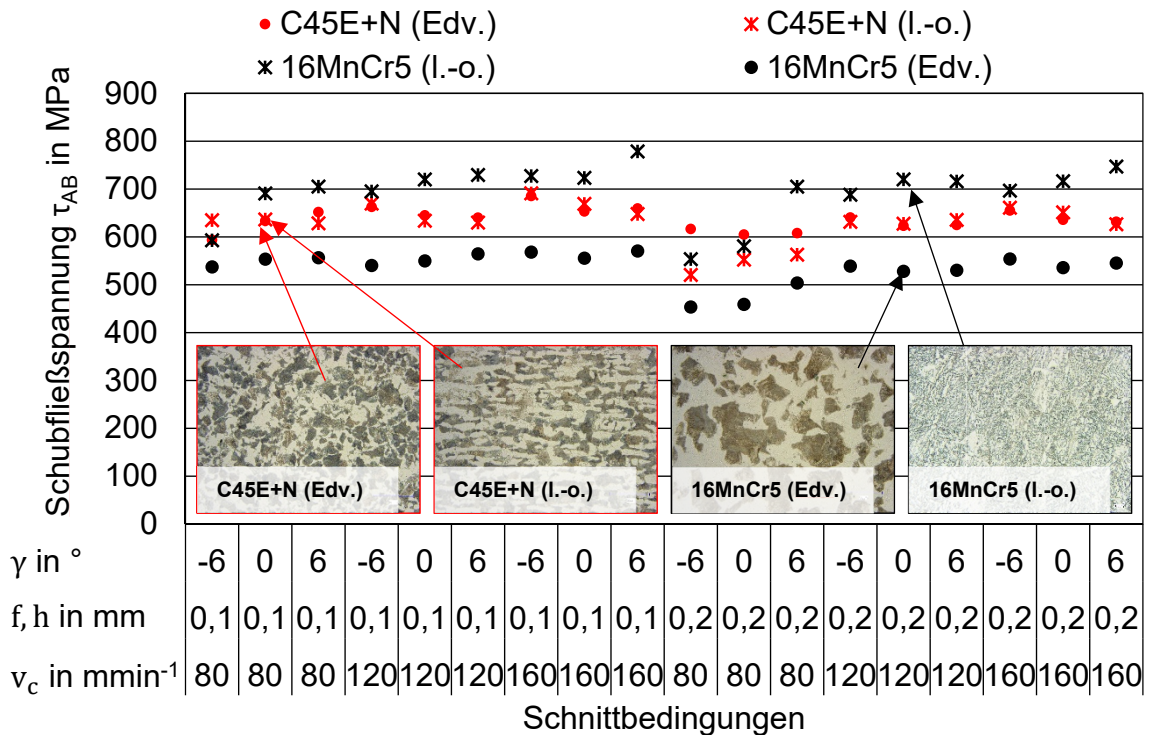 C45E+N (Edv.) C45E+N (I.-o.)
16MnCr5 (I.-o.) 16MnCr5 (Edv.)
Schubfließspannung τAB in MPa
900
800
700
600
500
400
300
200
100
0
C45E+N (Edv.) C45E+N (I.-o.) 16MnCr5 (Edv.) 16MnCr5 (I.-o.)
γ in ° -6 0 6 -6 0 6 -6 0 6 -6 0 6 -6 0 6 -6 0 6
f, h in mm 0,1 0,1 0,1 0,1 0,1 0,1 0,1 0,1 0,1 0,2 0,2 0,2 0,2 0,2 0,2 0,2 0,2 0,2
vc in mmin-1 80 80 80 120 120 120 160 160 160 80 80 80 120 120 120 160 160 160
Schnittbedingungen